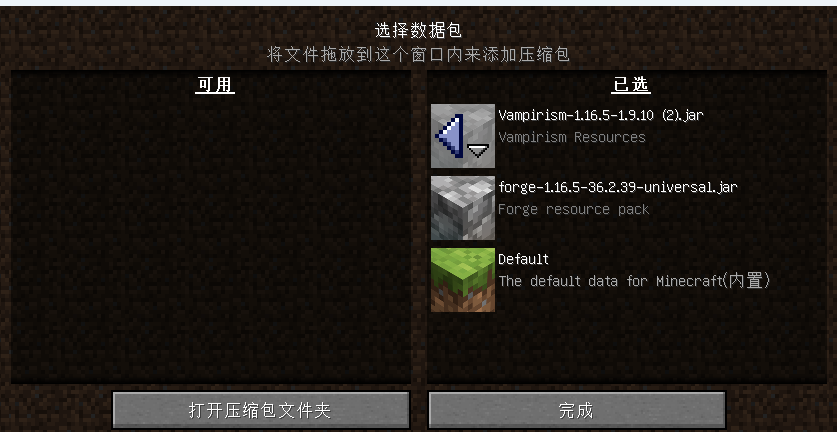 选择数据包
将文件拖放到这个窗口内来添加压缩包
可用
已选
Vampirism-1.16.5-1.9.10 (2).jar
Vampirism Resources
forge-1.16.5-36.2.39-universal.jar
Forge resource pack
Default
The default data for Minecraft(内置)
打开压缩包文件夹
完成